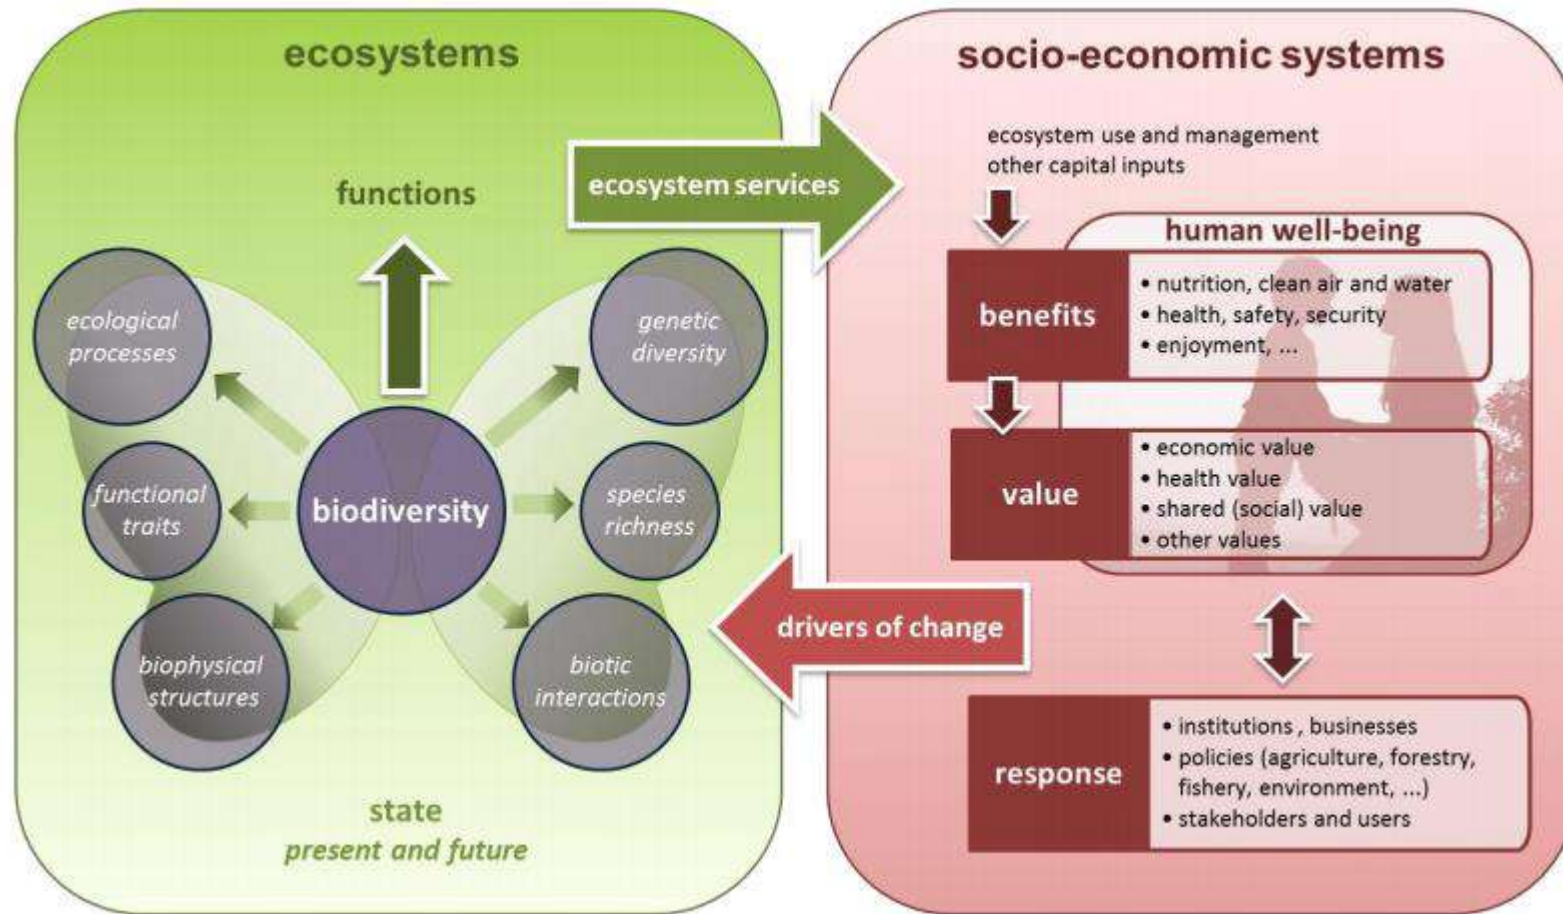 ecosystems
functions
ecosystem services
ecological
processes
genetic
diversity
functional
traits
biodiversity
species
richness
biophysical
structures
biotic
interactions
state
present and future
drivers of change
socio-economic systems
ecosystem use and management
other capital inputs
human well-being
benefits
• nutrition, clean air and water
• health, safety, security
• enjoyment, ...
value
• economic value
• health value
• shared (social) value
• other values
response
• institutions , businesses
• policies (agriculture, forestry,
fishery, environment, ...)
• stakeholders and users